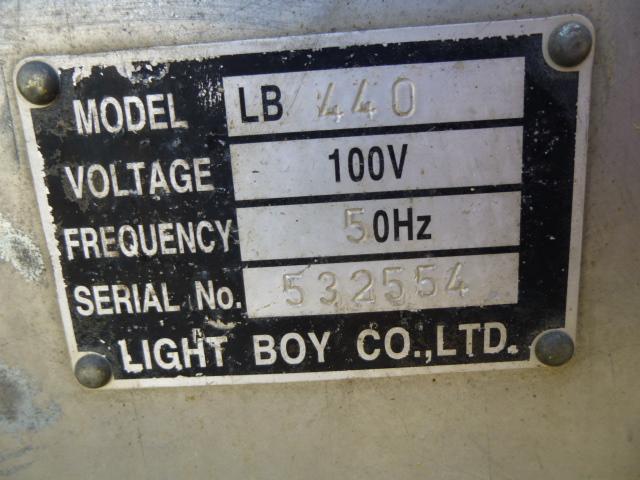 MODEL LB 440
VOLTAGE 100V
FREQUENCY 50Hz
SERIAL No. 532554
LIGHT BOY CO.,LTD.